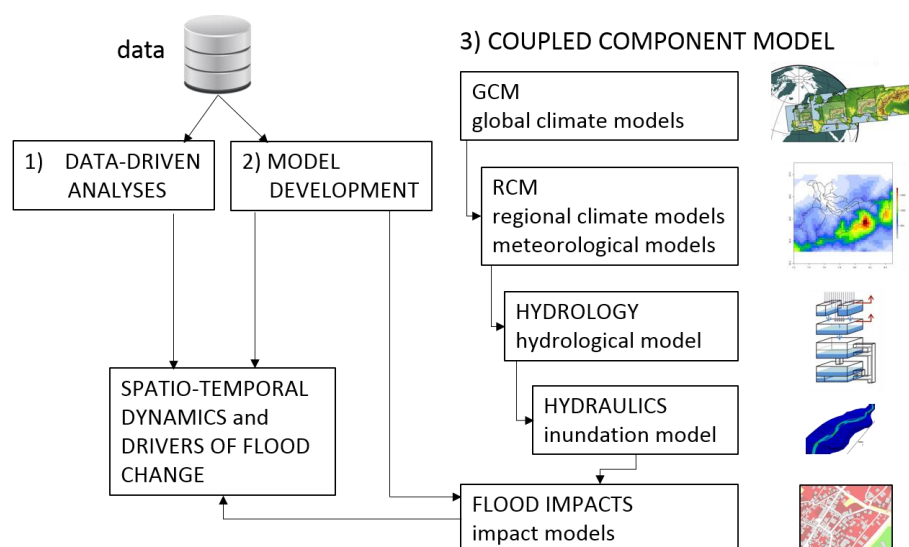 data
3) COUPLED COMPONENT MODEL
1) DATA-DRIVEN
ANALYSES
2) MODEL
DEVELOPMENT
SPATIO-TEMPORAL
DYNAMICS and
DRIVERS OF FLOOD
CHANGE
GCM
global climate models
RCM
regional climate models
meteorological models
HYDROLOGY
hydrological model
HYDRAULICS
inundation model
FLOOD IMPACTS
impact models